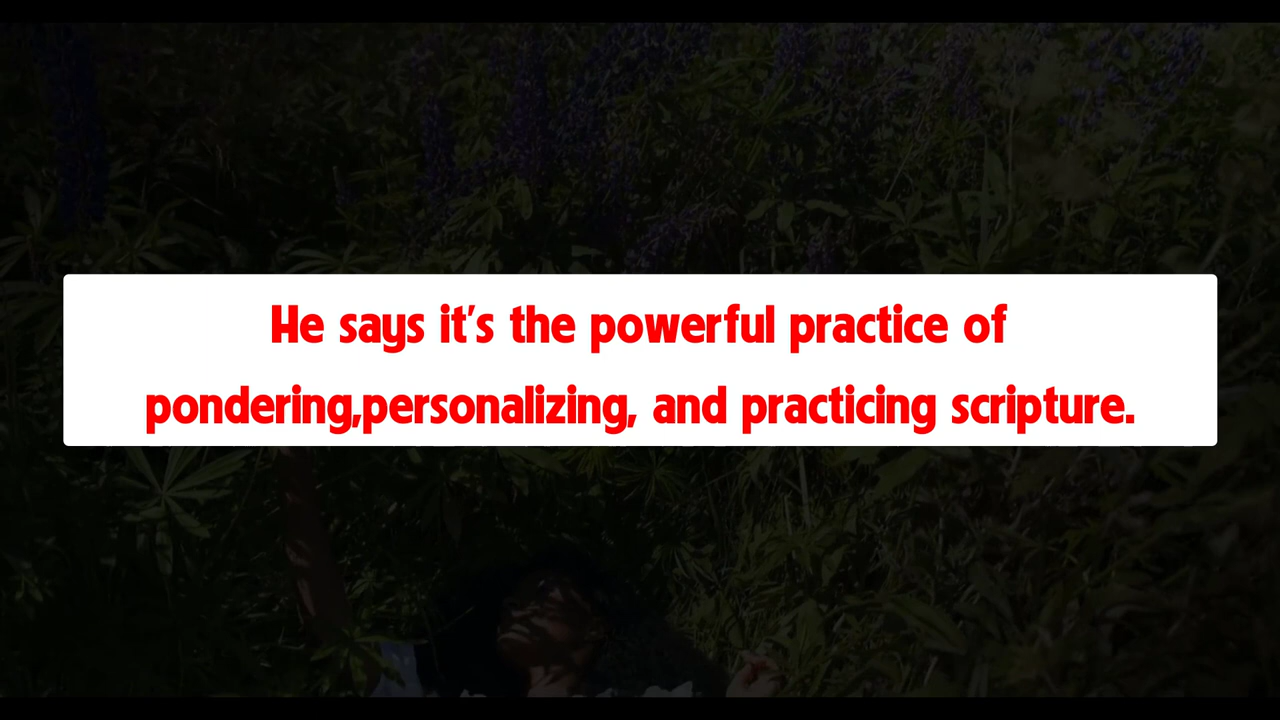 He says it's the powerful practice of
pondering,personalizing, and practicing scripture.